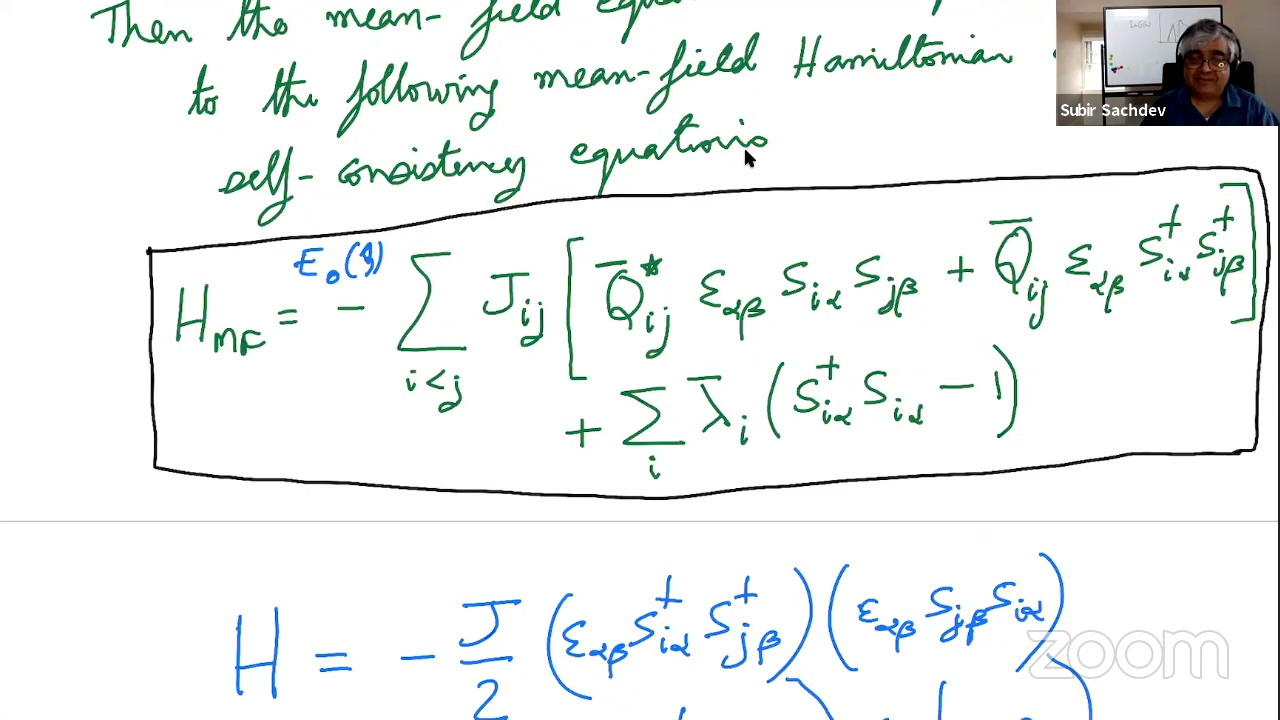 Then the mean-field
to the following mean-field Hamiltonian
self-consistency equations
E₀(Q)
H_MF = - Σ_{i<j} J_ij [ Q̄*_ij ε_αβ S_iα S_jβ + Q̄_ij ε_αβ S†_iα S†_jβ ]
+ Σ_i λ̄_i (S†_iα S_iα - 1)
H = - J/2 (ε_αβ S†_iα S†_jβ) (ε_αβ S_jβ S_iα)
Subir Sachdev
zoom